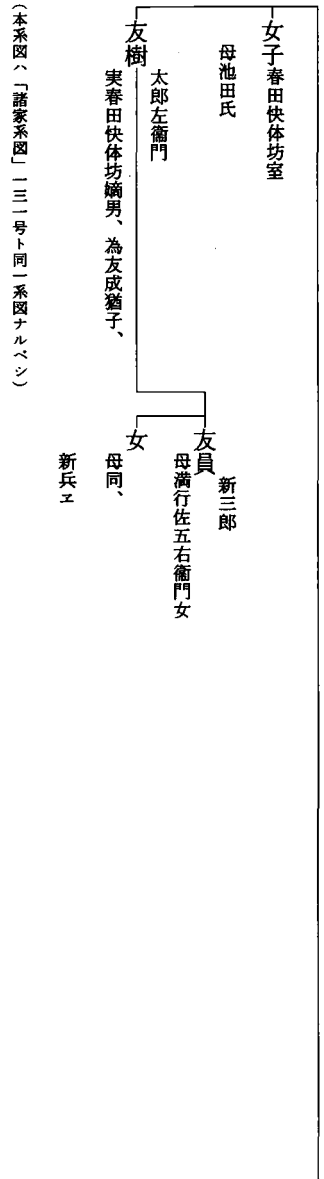 女子 春田快体坊室
母池田氏
友樹
太郎左衞門
実春田快体坊嫡男、為友成猶子、
友員
新三郎
母満行佐五右衞門女
女
母同、
新兵ヱ
（本系図ハ「諸家系図」一三一号ト同一系図ナルベシ）